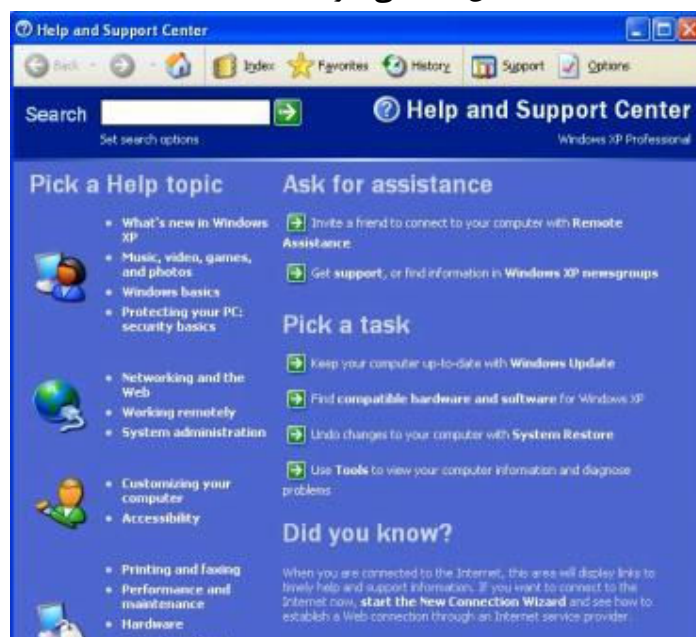 Help and Support Center
Back
Index
Favorites
History
Support
Options
Search
Set search options
Help and Support Center
Windows XP Professional
Pick a Help topic
What's new in Windows
XP
Music, video, games,
and photos
Windows basics
Protecting your PC:
security basics
Networking and the
Web
Working remotely
System administration
Customizing your
computer
Accessibility
Printing and faxing
Performance and
maintenance
Hardware
Ask for assistance
Invite a friend to connect to your computer with Remote
Assistance
Get support, or find information in Windows XP newsgroups
Pick a task
Keep your computer up-to-date with Windows Update
Find compatible hardware and software for Windows XP
Undo changes to your computer with System Restore
Use Tools to view your computer information and diagnose
problems
Did you know?
When you are connected to the Internet, this area will display links to
timely help and support information. If you want to connect to the
Internet now, start the New Connection Wizard and see how to
establish a Web connection through an Internet service provider.